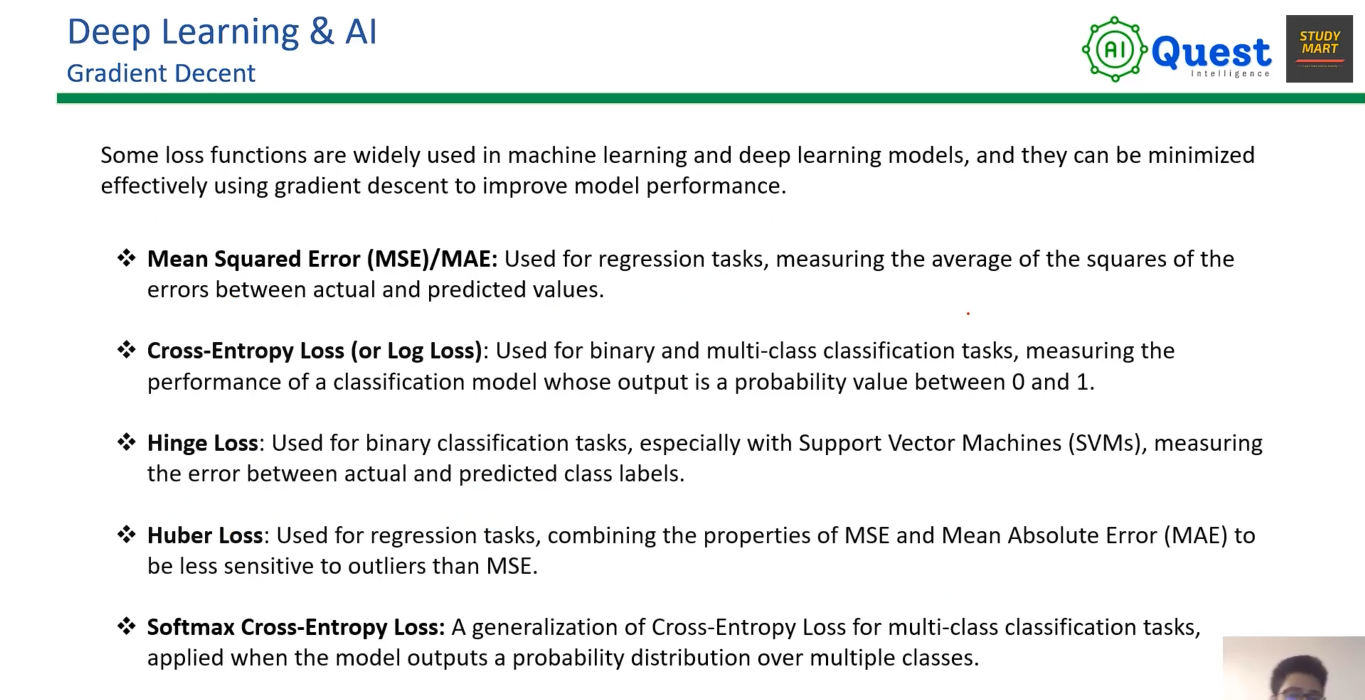 Deep Learning & AI
Gradient Decent
AI Quest
Intelligence
STUDY
MART
Some loss functions are widely used in machine learning and deep learning models, and they can be minimized
effectively using gradient descent to improve model performance.
❖ Mean Squared Error (MSE)/MAE: Used for regression tasks, measuring the average of the squares of the
errors between actual and predicted values.
❖ Cross-Entropy Loss (or Log Loss): Used for binary and multi-class classification tasks, measuring the
performance of a classification model whose output is a probability value between 0 and 1.
❖ Hinge Loss: Used for binary classification tasks, especially with Support Vector Machines (SVMs), measuring
the error between actual and predicted class labels.
❖ Huber Loss: Used for regression tasks, combining the properties of MSE and Mean Absolute Error (MAE) to
be less sensitive to outliers than MSE.
❖ Softmax Cross-Entropy Loss: A generalization of Cross-Entropy Loss for multi-class classification tasks,
applied when the model outputs a probability distribution over multiple classes.